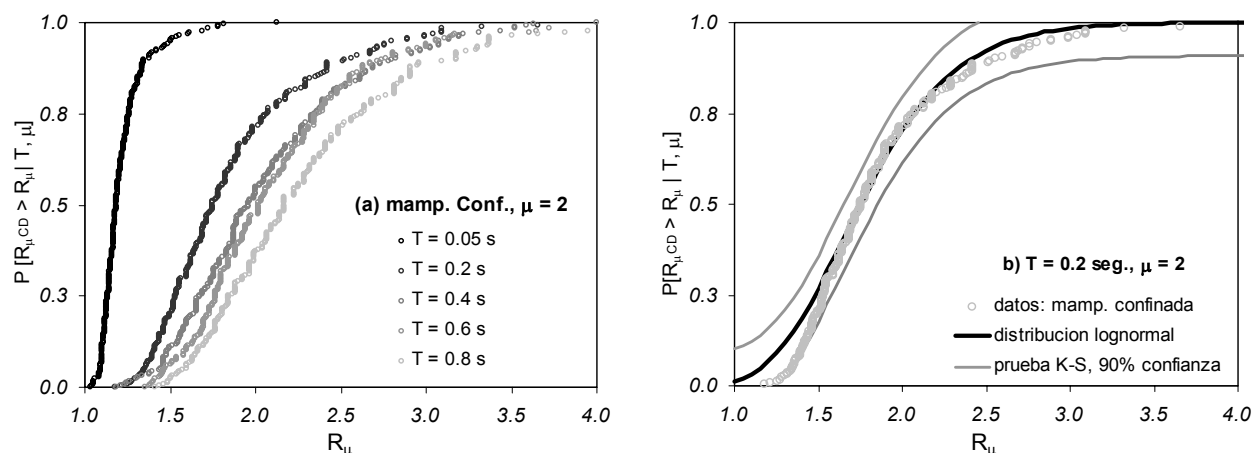 P [RμCD > Rμ| T, μ]
1.0
0.8
0.5
0.3
0.0
(a) mamp. Conf., μ = 2
T = 0.05 s
T = 0.2 s
T = 0.4 s
T = 0.6 s
T = 0.8 s
1.0 1.5 2.0 2.5 3.0 3.5 4.0
Rμ
P[RμCD > Rμ | T, μ]
1.0
0.8
0.5
0.3
0.0
b) T = 0.2 seg., μ = 2
datos: mamp. confinada
distribucion lognormal
prueba K-S, 90% confianza
1.0 1.5 2.0 2.5 3.0 3.5 4.0
Rμ